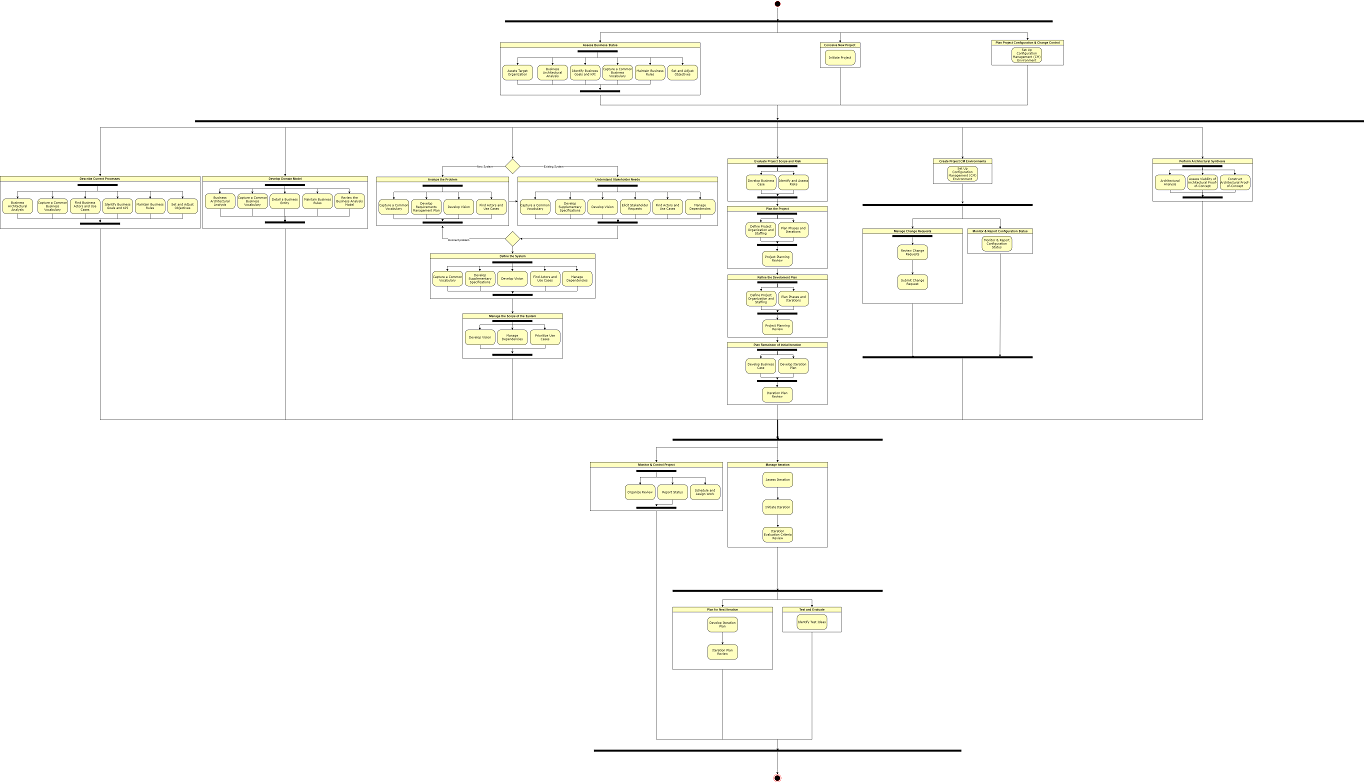 Assess Business Status
Conceive New Project
Plan Project Configuration & Change Control
Assess Target
Organization
Business
Architectural
Analysis
Identify Business
Goals and KPI
Capture a Common
Business
Vocabulary
Maintain Business
Rules
Set and Adjust
Objectives
Initiate Project
Set Up
Configuration
Management (CM)
Environment
Describe Current Processes
Business
Architectural
Analysis
Capture a Common
Business
Vocabulary
Find Business
Actors and Use
Cases
Identify Business
Goals and KPI
Maintain Business
Rules
Set and Adjust
Objectives
Develop Domain Model
Business
Architectural
Analysis
Capture a Common
Business
Vocabulary
Detail a Business
Entity
Maintain Business
Rules
Review the
Business Analysis
Model
Analyze the Problem
Capture a Common
Vocabulary
Develop
Requirements
Management Plan
Develop Vision
Find Actors and
Use Cases
Understand Stakeholder Needs
Capture a Common
Vocabulary
Develop
Supplementary
Specifications
Develop Vision
Elicit Stakeholder
Requests
Find Actors and
Use Cases
Manage
Dependencies
Define the System
Capture a Common
Vocabulary
Develop
Supplementary
Specifications
Develop Vision
Find Actors and
Use Cases
Manage
Dependencies
Manage the Scope of the System
Develop Vision
Manage
Dependencies
Prioritize Use
Cases
Evaluate Project Scope and Risk
Develop Business
Case
Identify and Assess
Risks
Plan the Project
Define Project
Organization and
Staffing
Plan Phases and
Iterations
Project Planning
Review
Refine the Development Plan
Define Project
Organization and
Staffing
Plan Phases and
Iterations
Project Planning
Review
Plan Remainder of Initial Iteration
Develop Business
Case
Develop Iteration
Plan
Iteration Plan
Review
Create Project CM Environments
Set Up
Configuration
Management (CM)
Environment
Manage Change Requests
Review Change
Requests
Submit Change
Request
Monitor & Report Configuration Status
Monitor & Report
Configuration
Status
Perform Architectural Synthesis
Architectural
Analysis
Assess Viability of
Architectural Proof-
of-Concept
Construct
Architectural Proof-
of-Concept
Monitor & Control Project
Organize Review
Report Status
Schedule and
Assign Work
Manage Iteration
Assess Iteration
Initiate Iteration
Iteration
Evaluation Criteria
Review
Plan for Next Iteration
Develop Iteration
Plan
Iteration Plan
Review
Test and Evaluate
Identify Test Ideas